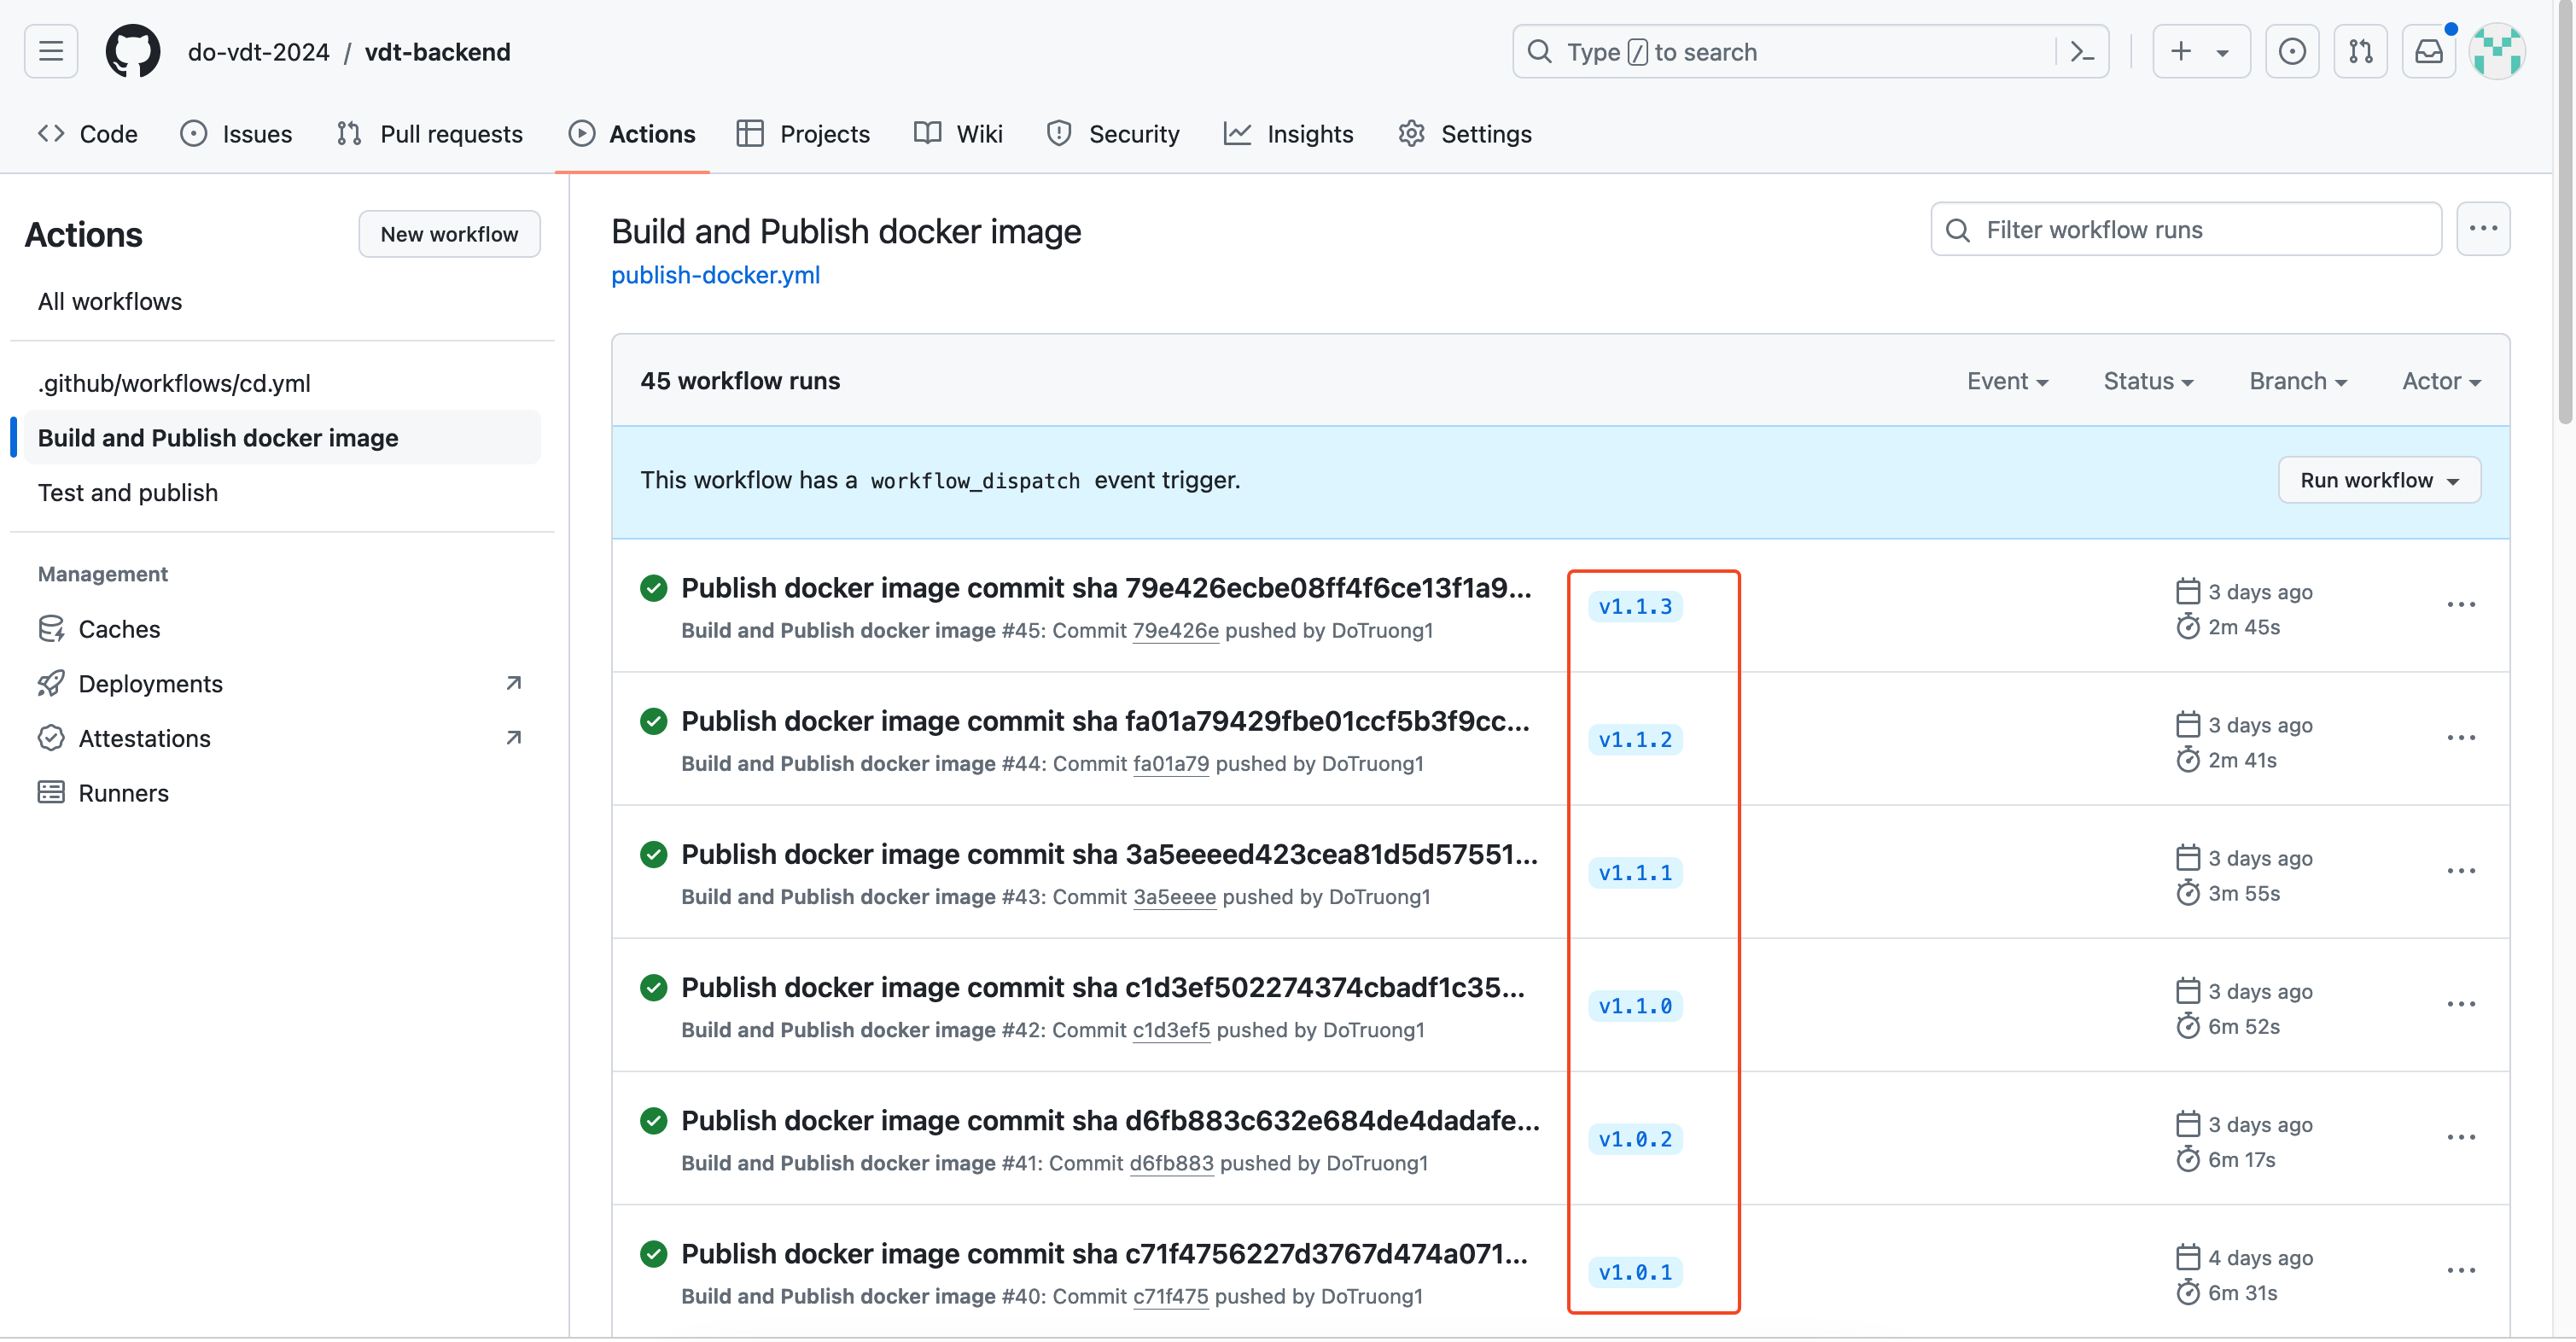 do-vdt-2024 / vdt-backend
Type / to search
Code
Issues
Pull requests
Actions
Projects
Wiki
Security
Insights
Settings
Actions
New workflow
All workflows
.github/workflows/cd.yml
Build and Publish docker image
Test and publish
Management
Caches
Deployments
Attestations
Runners
Build and Publish docker image
publish-docker.yml
Filter workflow runs
45 workflow runs
Event
Status
Branch
Actor
This workflow has a workflow_dispatch event trigger.
Run workflow
Publish docker image commit sha 79e426ecbe08ff4f6ce13f1a9...
Build and Publish docker image #45: Commit 79e426e pushed by DoTruong1
v1.1.3
3 days ago
2m 45s
Publish docker image commit sha fa01a79429fbe01ccf5b3f9cc...
Build and Publish docker image #44: Commit fa01a79 pushed by DoTruong1
v1.1.2
3 days ago
2m 41s
Publish docker image commit sha 3a5eeeed423cea81d5d57551...
Build and Publish docker image #43: Commit 3a5eeee pushed by DoTruong1
v1.1.1
3 days ago
3m 55s
Publish docker image commit sha c1d3ef502274374cbadf1c35...
Build and Publish docker image #42: Commit c1d3ef5 pushed by DoTruong1
v1.1.0
3 days ago
6m 52s
Publish docker image commit sha d6fb883c632e684de4dadafe...
Build and Publish docker image #41: Commit d6fb883 pushed by DoTruong1
v1.0.2
3 days ago
6m 17s
Publish docker image commit sha c71f4756227d3767d474a071...
Build and Publish docker image #40: Commit c71f475 pushed by DoTruong1
v1.0.1
4 days ago
6m 31s